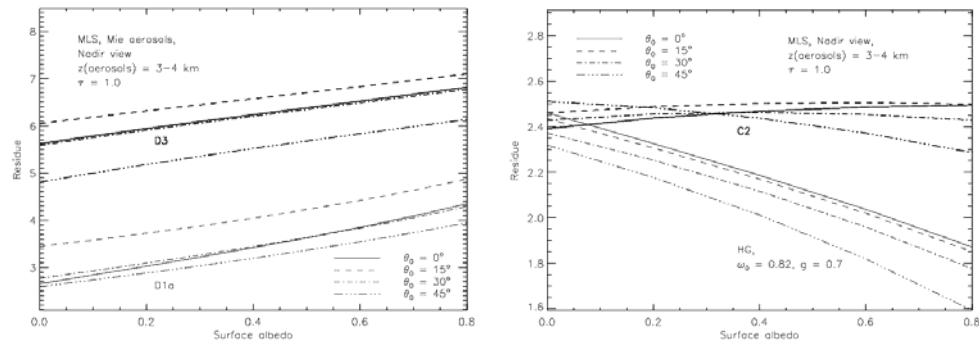 8
7
6
5
4
3
Residue
MLS, Mie aerosols,
Nadir view
z(aerosols) = 3-4 km
τ = 1.0
D3
D1a
θ₀ = 0°
θ₀ = 15°
θ₀ = 30°
θ₀ = 45°
0.0 0.2 0.4 0.6 0.8
Surface albedo
2.8
2.6
2.4
2.2
2.0
1.8
1.6
Residue
θ₀ = 0°
θ₀ = 15°
θ₀ = 30°
θ₀ = 45°
MLS, Nadir view,
z(aerosols) = 3-4 km
τ = 1.0
C2
HG,
ω₀ = 0.82, g = 0.7
0.0 0.2 0.4 0.6 0.8
Surface albedo